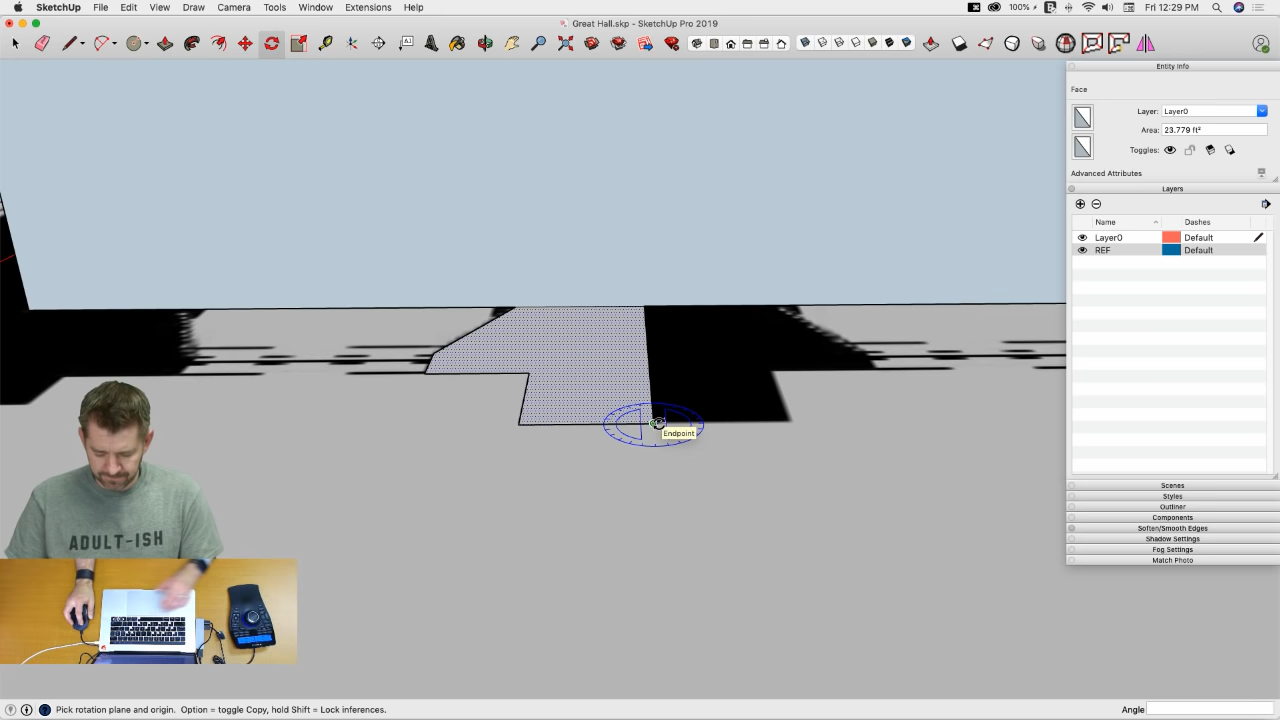 SketchUp File Edit View Camera Tools Draw Window Extensions Help
100% Fri 12:29 PM
Great Hall.skp - SketchUp Pro 2019
Entity Info
Face
Layer: Layer0
Area: 23.779 ft²
Toggles:
Advanced Attributes
Layers
Name Dashes
Layer0 Default
REF Default
Endpoint
Scenes
Styles
Outliner
Components
Soften/Smooth Edges
Shadow Settings
Fog Settings
Match Photo
ADULT-ISH
Pick rotation plane and origin. Option = toggle Copy, hold Shift = Lock inferences.
Angle